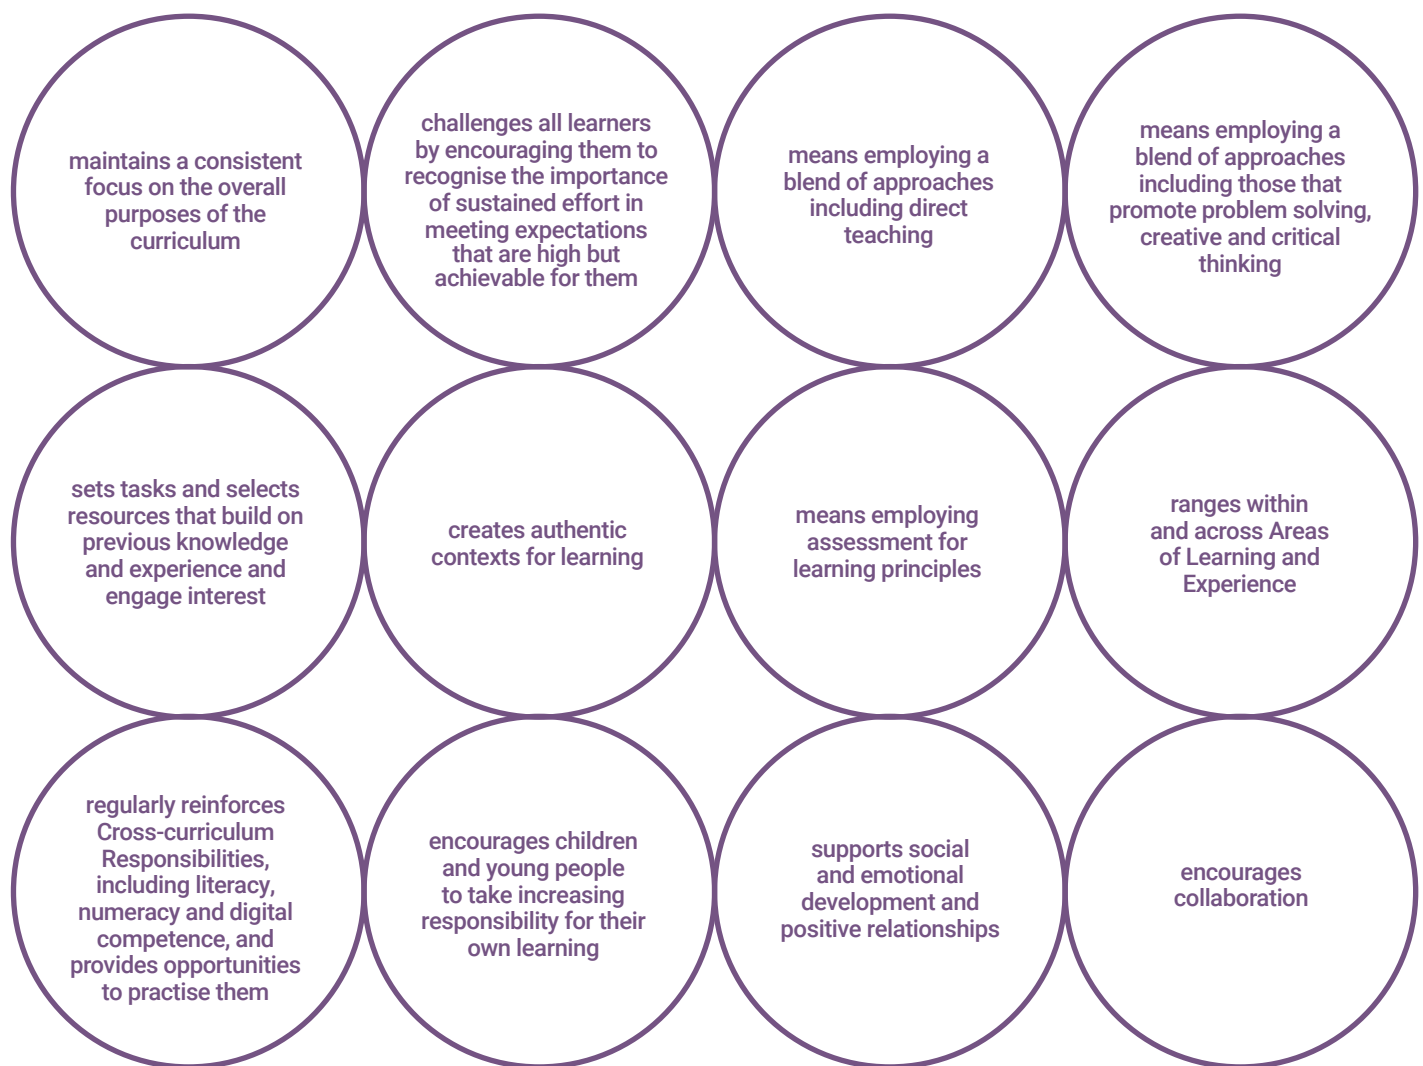 maintains a consistent
focus on the overall
purposes of the
curriculum
challenges all learners
by encouraging them to
recognise the importance
of sustained effort in
meeting expectations
that are high but
achievable for them
means employing a
blend of approaches
including direct
teaching
means employing a
blend of approaches
including those that
promote problem solving,
creative and critical
thinking
sets tasks and selects
resources that build on
previous knowledge
and experience and
engage interest
creates authentic
contexts for learning
means employing
assessment for
learning principles
ranges within
and across Areas
of Learning and
Experience
regularly reinforces
Cross-curriculum
Responsibilities,
including literacy,
numeracy and digital
competence, and
provides opportunities
to practise them
encourages children
and young people
to take increasing
responsibility for their
own learning
supports social
and emotional
development and
positive relationships
encourages
collaboration